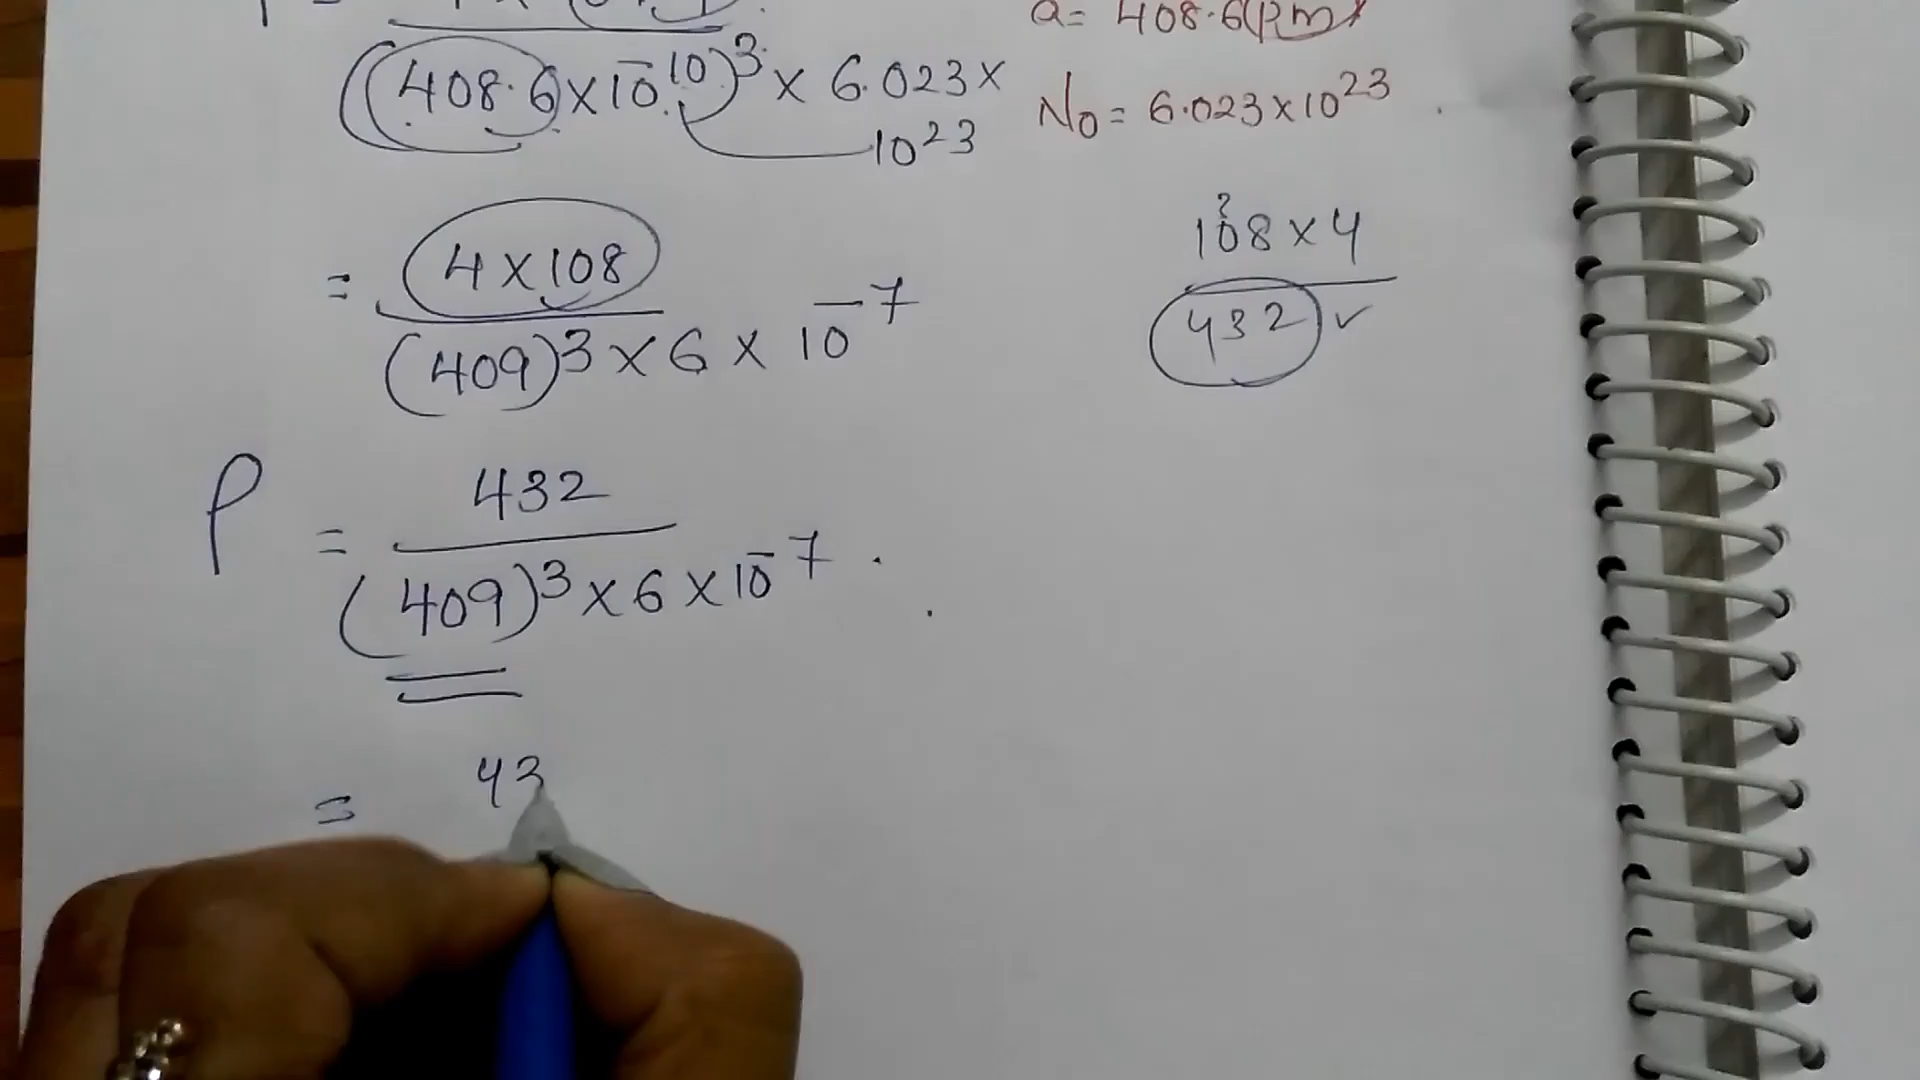 a = 408.6 (pm)
(408.6 × 10⁻¹⁰)³ × 6.023 ×
10²³
N₀ = 6.023 × 10²³
= 4 × 108
(409)³ × 6 × 10⁻⁷
2
108 × 4
432 ✓
ρ = 432
(409)³ × 6 × 10⁻⁷ .
= 43